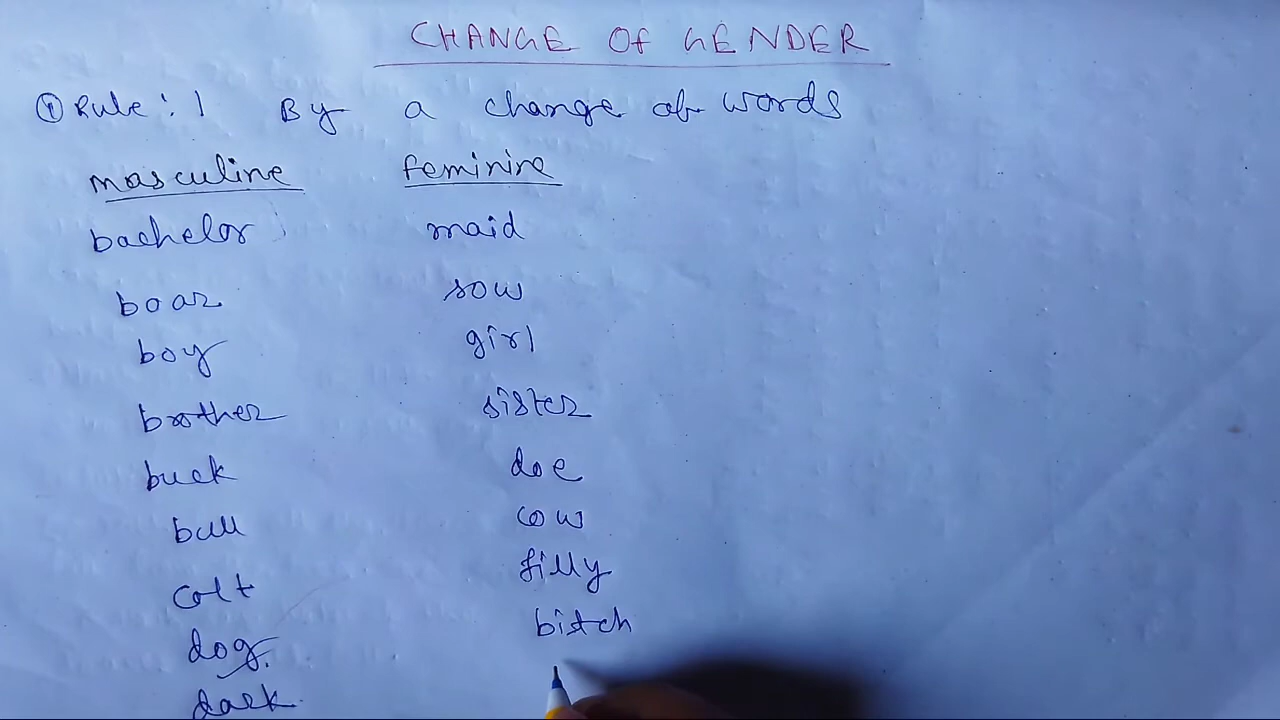 CHANGE Of GENDER
① Rule : 1 By a change of words
masculine feminine
bachelor maid
boar sow
boy girl
brother sister
buck doe
bull cow
colt filly
dog bitch